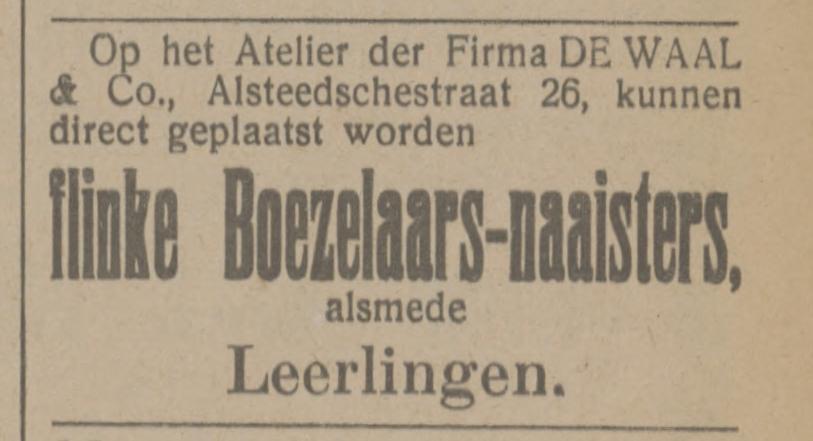 Op het Atelier der Firma DE WAAL
& Co., Alsteedschestraat 26, kunnen
direct geplaatst worden
flinke Boezelaars-naaisters,
alsmede
Leerlingen.